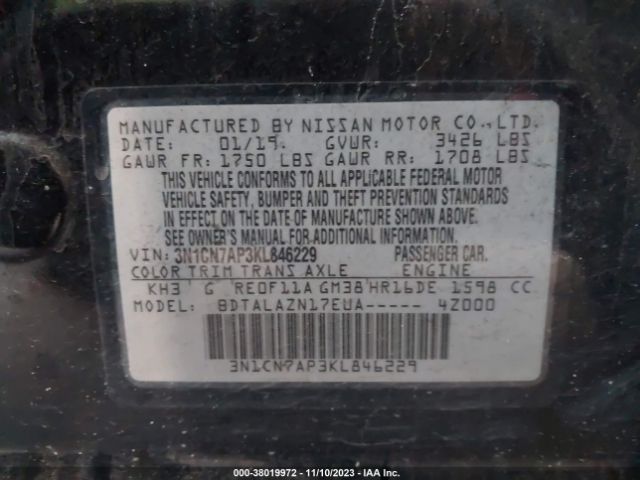 MANUFACTURED BY NISSAN MOTOR CO., LTD.
DATE: 01/19. GVWR: 3426 LBS
GAWR FR: 1750 LBS GAWR RR: 1708 LBS
THIS VEHICLE CONFORMS TO ALL APPLICABLE FEDERAL MOTOR
VEHICLE SAFETY, BUMPER AND THEFT PREVENTION STANDARDS
IN EFFECT ON THE DATE OF MANUFACTURE SHOWN ABOVE.
SEE OWNER'S MANUAL FOR ADDITIONAL INFORMATION.
VIN: 3N1CN7AP3KL846229 PASSENGER CAR.
COLOR TRIM TRANS AXLE ENGINE
KH3 G RE0F11A GM38 HR16DE 1598 CC
MODEL: BDTALAZN17EUA----- 4Z000
3N1CN7AP3KL846229
000-38019972 - 11/10/2023 - IAA Inc.